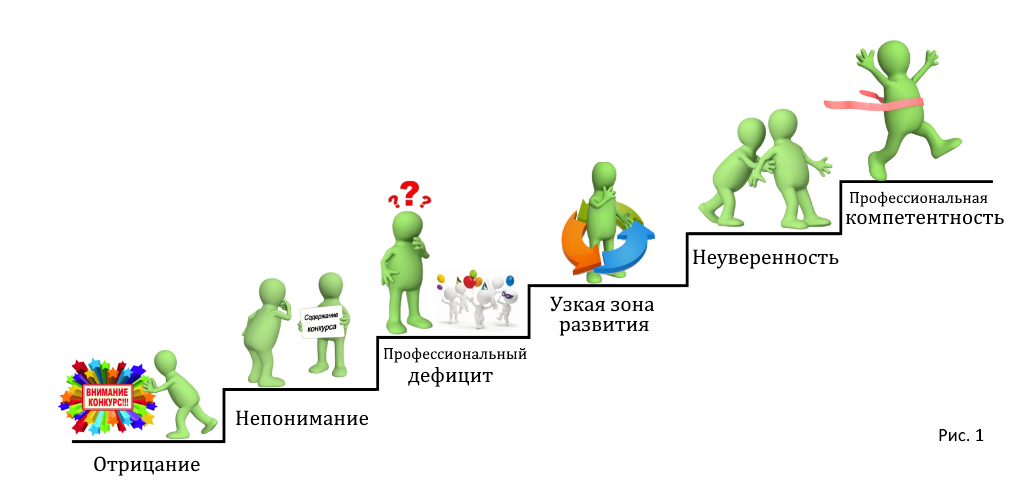 ВНИМАНИЕ
КОНКУРС!!!
Отрицание
Содержание
конкурса
Непонимание
???
Профессиональный
дефицит
Узкая зона
развития
Неуверенность
Профессиональная
компетентность
Рис. 1